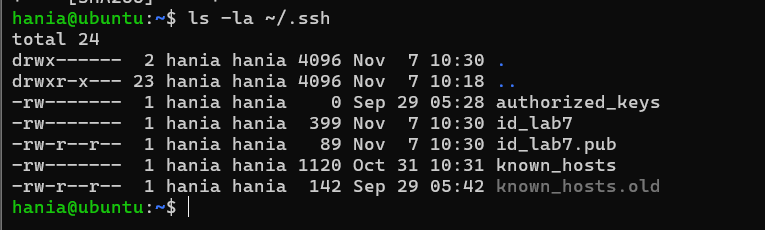 hania@ubuntu:~$ ls -la ~/.ssh
total 24
drwx------  2 hania hania 4096 Nov  7 10:30 .
drwxr-x--- 23 hania hania 4096 Nov  7 10:18 ..
-rw-------  1 hania hania    0 Sep 29 05:28 authorized_keys
-rw-------  1 hania hania  399 Nov  7 10:30 id_lab7
-rw-r--r--  1 hania hania   89 Nov  7 10:30 id_lab7.pub
-rw-------  1 hania hania 1120 Oct 31 10:31 known_hosts
-rw-r--r--  1 hania hania  142 Sep 29 05:42 known_hosts.old
hania@ubuntu:~$